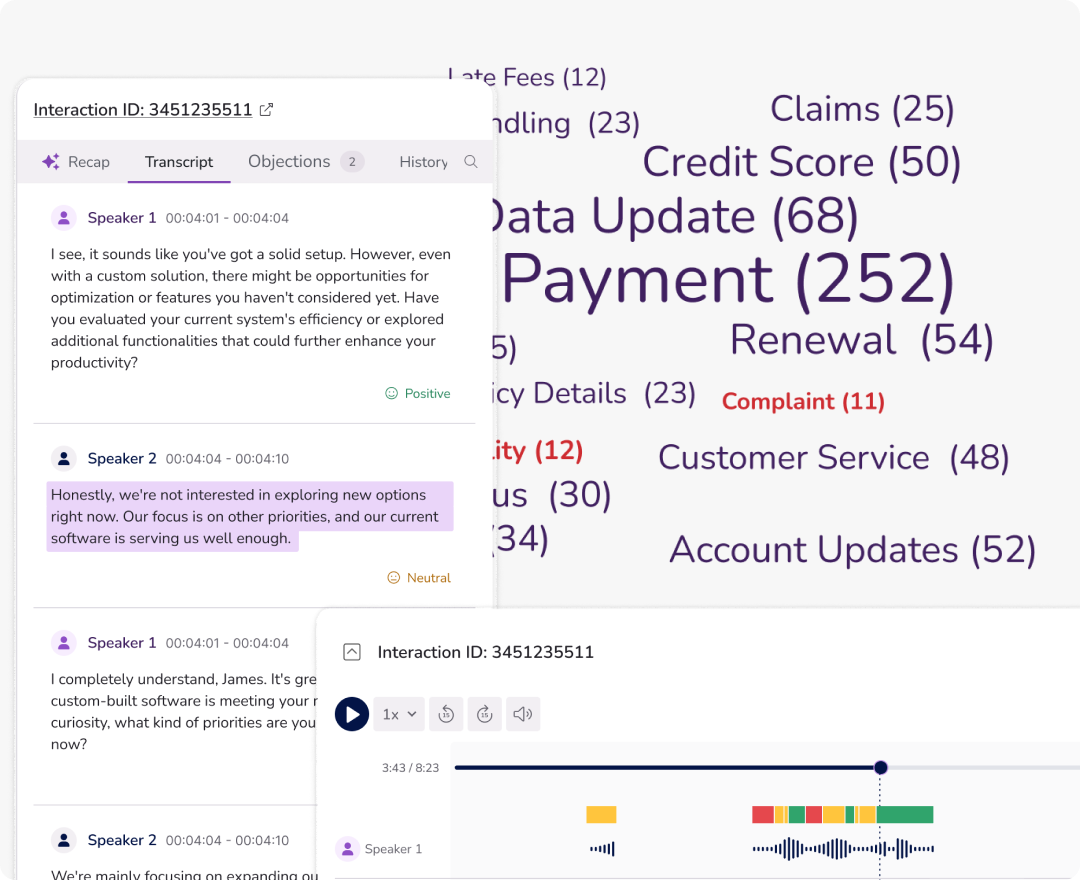 Late Fees (12)
ndling (23)
Claims (25)
Credit Score (50)
Data Update (68)
Payment (252)
5)
Renewal (54)
icy Details (23)
Complaint (11)
ity (12)
Customer Service (48)
us (30)
(34)
Account Updates (52)
Interaction ID: 3451235511
Recap Transcript Objections 2 History
Speaker 1 00:04:01 - 00:04:04
I see, it sounds like you've got a solid setup. However, even
with a custom solution, there might be opportunities for
optimization or features you haven't considered yet. Have
you evaluated your current system's efficiency or explored
additional functionalities that could further enhance your
productivity?
Positive
Speaker 2 00:04:04 - 00:04:10
Honestly, we're not interested in exploring new options
right now. Our focus is on other priorities, and our current
software is serving us well enough.
Neutral
Speaker 1 00:04:01 - 00:04:04
I completely understand, James. It's gre
custom-built software is meeting your
curiosity, what kind of priorities are you
now?
Speaker 2 00:04:04 - 00:04:10
We're mainly focusing on expanding ou
Interaction ID: 3451235511
1x 15 15
3:43 / 8:23
Speaker 1